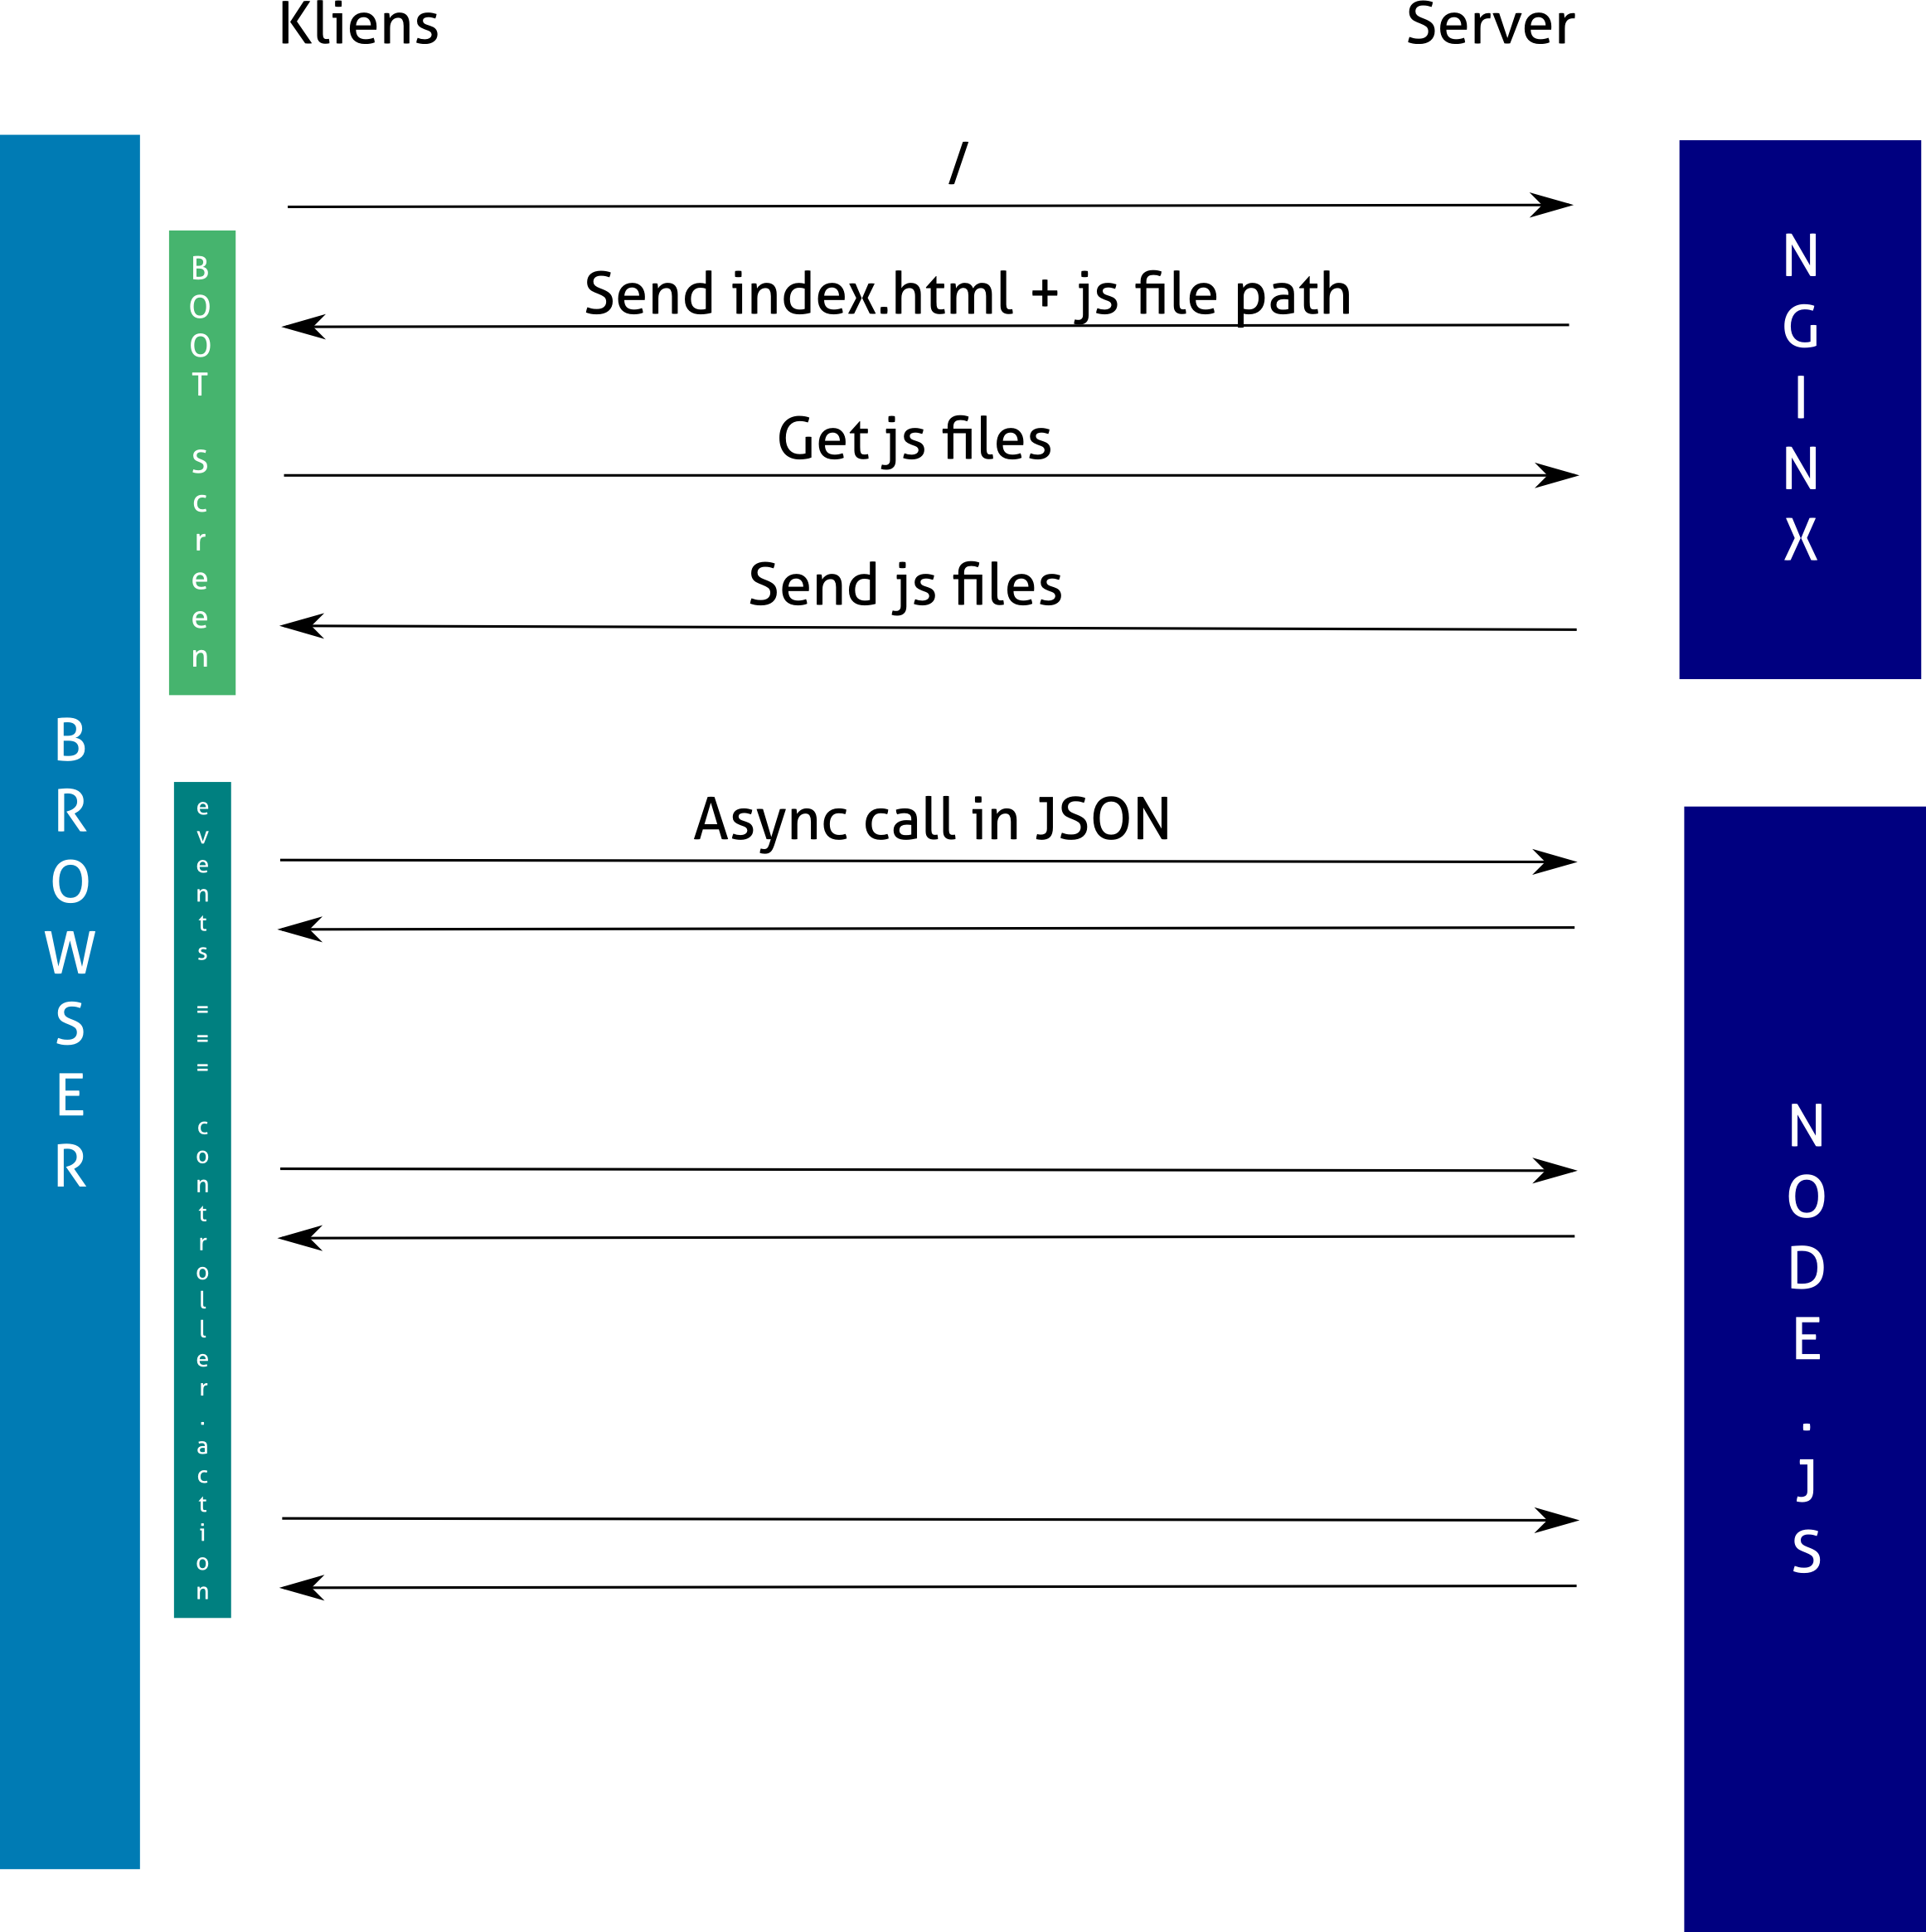 Kliens
Server
/
Send index.html + js file path
Get js files
Send js files
Async call in JSON
BROWSER
BOOT Screen
events === controller.action
NGINX
NODE.JS